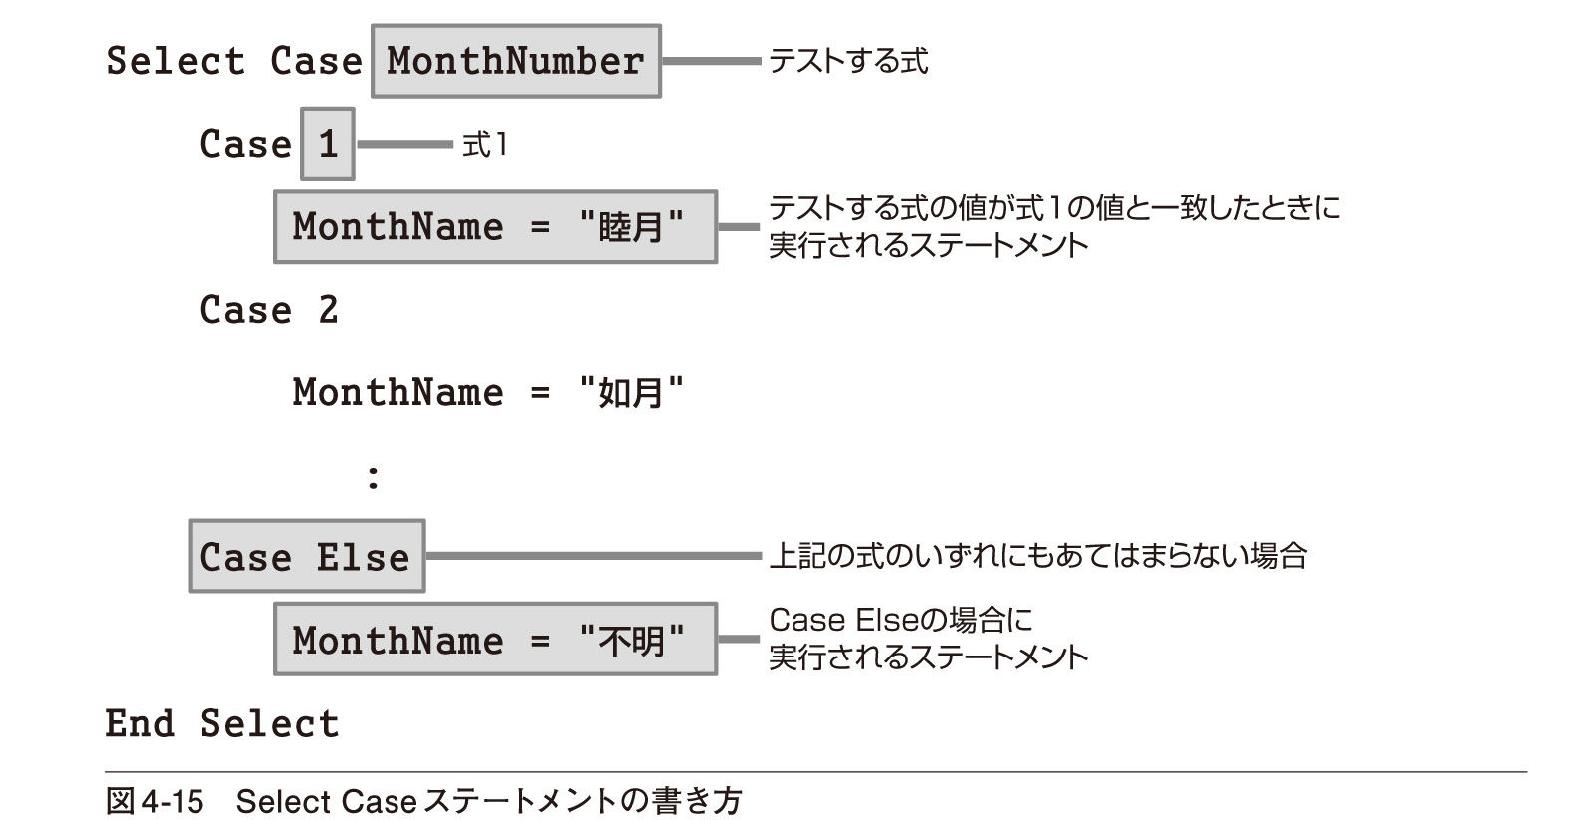 Select Case MonthNumber テストする式
Case 1 式1
MonthName = "睦月" テストする式の値が式1の値と一致したときに
実行されるステートメント
Case 2
MonthName = "如月"
:
Case Else 上記の式のいずれにもあてはまらない場合
MonthName = "不明" Case Elseの場合に
実行されるステートメント
End Select
図4-15 Select Caseステートメントの書き方